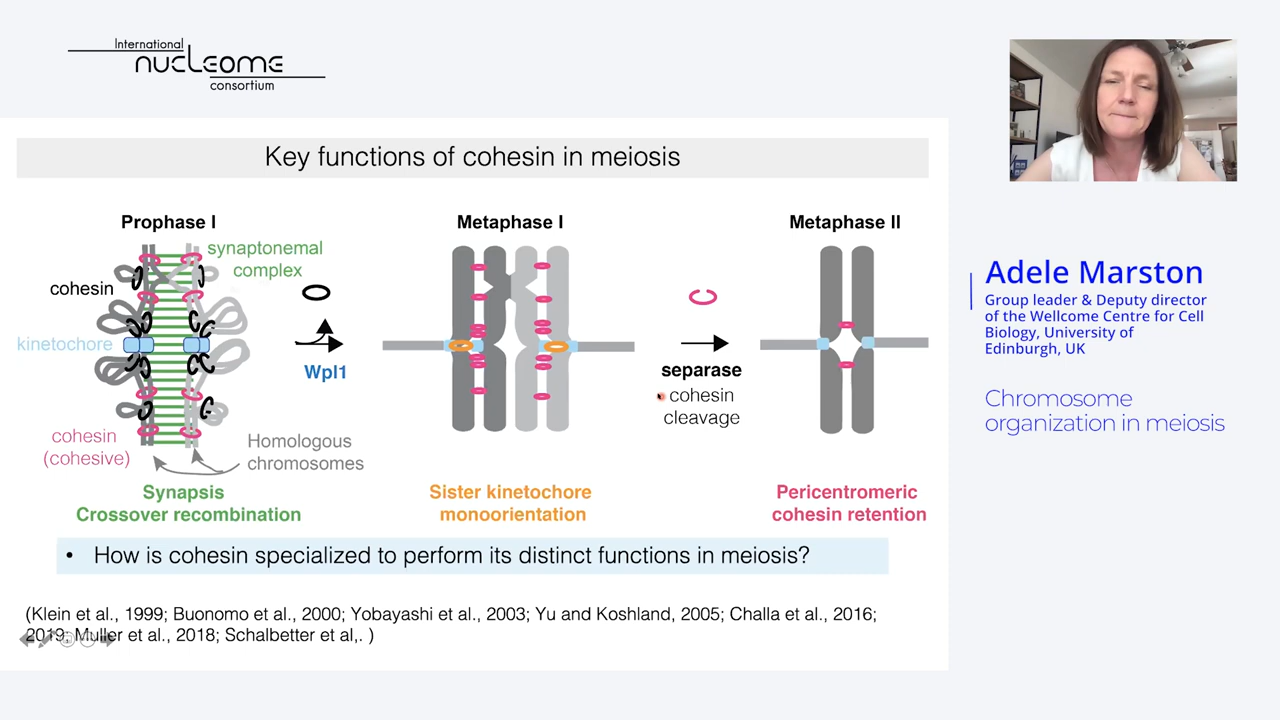 International
nucleome
consortium
Key functions of cohesin in meiosis
Prophase I
Metaphase I
Metaphase II
synaptonemal
complex
cohesin
kinetochore
Wpl1
separase
cohesin
cleavage
cohesin
(cohesive)
Homologous
chromosomes
Synapsis
Crossover recombination
Sister kinetochore
monoorientation
Pericentromeric
cohesin retention
• How is cohesin specialized to perform its distinct functions in meiosis?
(Klein et al., 1999; Buonomo et al., 2000; Yobayashi et al., 2003; Yu and Koshland, 2005; Challa et al., 2016;
2019; Muller et al., 2018; Schalbetter et al,. )
Adele Marston
Group leader & Deputy director
of the Wellcome Centre for Cell
Biology, University of
Edinburgh, UK
Chromosome
organization in meiosis